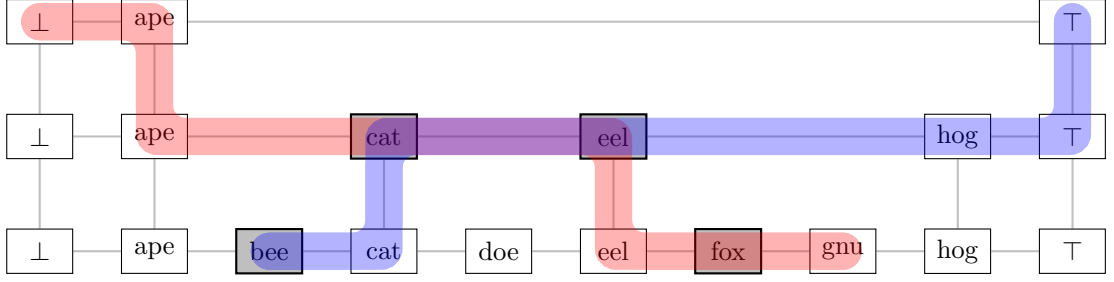 ⊥ ape ⊤
⊥ ape cat eel hog ⊤
⊥ ape bee cat doe eel fox gnu hog ⊤